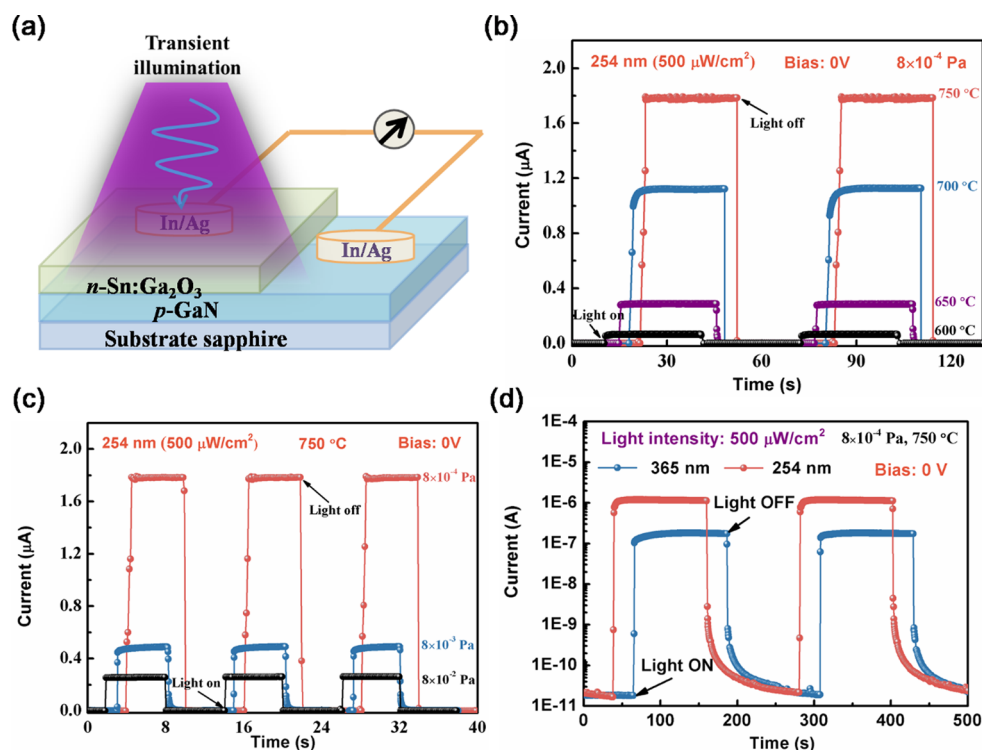 (a)
Transient
illumination
In/Ag
In/Ag
n-Sn:Ga₂O₃
p-GaN
Substrate sapphire
(b)
254 nm (500 μW/cm²) Bias: 0V 8×10⁻⁴ Pa
750 °C
Light off
700 °C
650 °C
Light on
600 °C
2.0
1.6
1.2
0.8
0.4
0.0
Current (μA)
0 30 60 90 120
Time (s)
(c)
254 nm (500 μW/cm²) 750 °C Bias: 0V
8×10⁻⁴ Pa
Light off
8×10⁻³ Pa
Light on
8×10⁻² Pa
2.0
1.6
1.2
0.8
0.4
0.0
Current (μA)
0 8 16 24 32 40
Time (s)
(d)
Light intensity: 500 μW/cm² 8×10⁻⁴ Pa, 750 °C
365 nm 254 nm
Bias: 0 V
Light OFF
Light ON
1E-4
1E-5
1E-6
1E-7
1E-8
1E-9
1E-10
1E-11
Current (A)
0 100 200 300 400 500
Time (s)